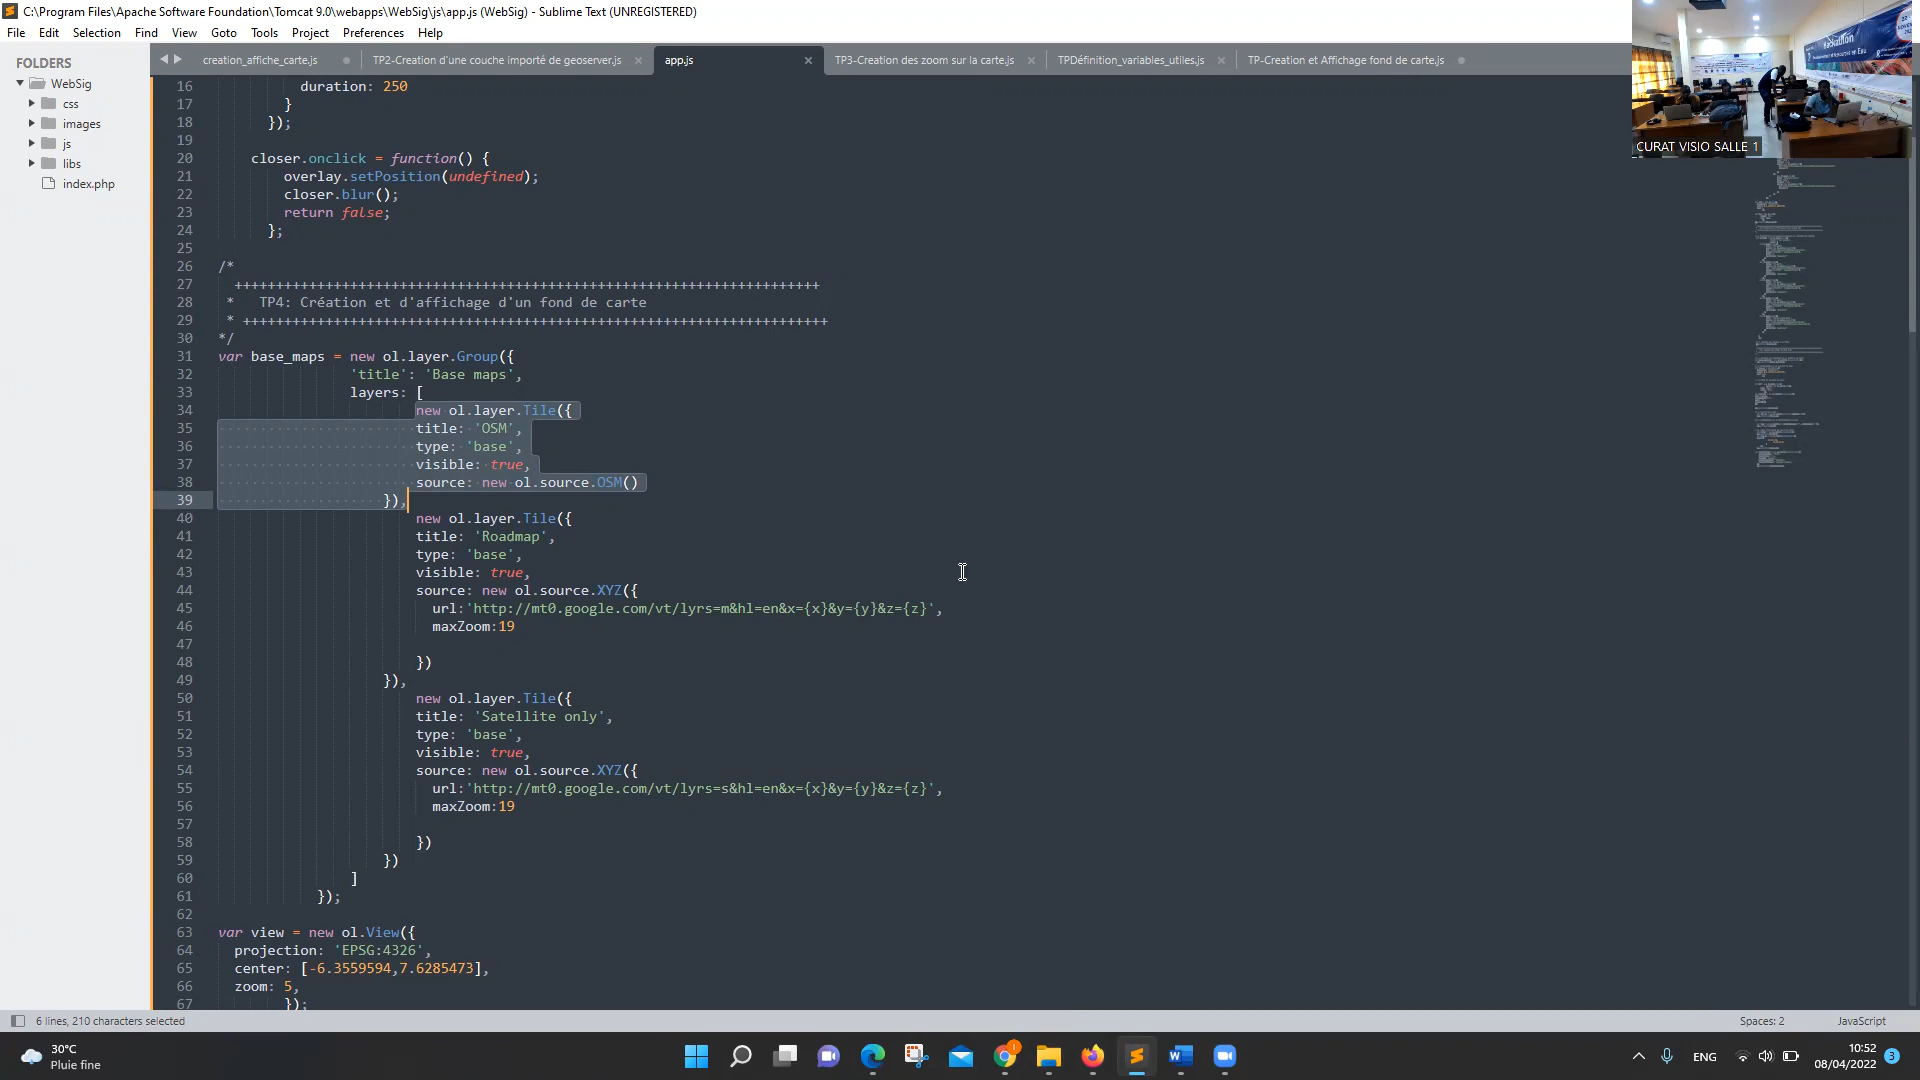 C:\Program Files\Apache Software Foundation\Tomcat 9.0\webapps\WebSig\js\app.js (WebSig) - Sublime Text (UNREGISTERED)
File Edit Selection Find View Goto Tools Project Preferences Help
FOLDERS
WebSig
css
images
js
libs
index.php
creation_affiche_carte.js
TP2-Creation d'une couche importé de geoserver.js
app.js
TP3-Creation des zoom sur la carte.js
TPDéfinition_variables_utiles.js
TP-Creation et Affichage fond de carte.js
Hackathon
CURAT VISIO SALLE 1
16 duration: 250
17 }
18 });
19
20 closer.onclick = function() {
21 overlay.setPosition(undefined);
22 closer.blur();
23 return false;
24 };
25
26 /*
27 +++++++++++++++++++++++++++++++++++++++++++++++++++++++++++++++++++++++
28 * TP4: Création et d'affichage d'un fond de carte
29 * +++++++++++++++++++++++++++++++++++++++++++++++++++++++++++++++++++++++
30 */
31 var base_maps = new ol.layer.Group({
32 'title': 'Base maps',
33 layers: [
34 new ol.layer.Tile({
35 title: 'OSM',
36 type: 'base',
37 visible: true,
38 source: new ol.source.OSM()
39 }),
40 new ol.layer.Tile({
41 title: 'Roadmap',
42 type: 'base',
43 visible: true,
44 source: new ol.source.XYZ({
45 url:'http://mt0.google.com/vt/lyrs=m&hl=en&x={x}&y={y}&z={z}',
46 maxZoom:19
47
48 })
49 }),
50 new ol.layer.Tile({
51 title: 'Satellite only',
52 type: 'base',
53 visible: true,
54 source: new ol.source.XYZ({
55 url:'http://mt0.google.com/vt/lyrs=s&hl=en&x={x}&y={y}&z={z}',
56 maxZoom:19
57
58 })
59 })
60 ]
61 });
62
63 var view = new ol.View({
64 projection: 'EPSG:4326',
65 center: [-6.3559594,7.6285473],
66 zoom: 5,
67 });
6 lines, 210 characters selected
Spaces: 2
JavaScript
30°C
Pluie fine
ENG
10:52
08/04/2022
3